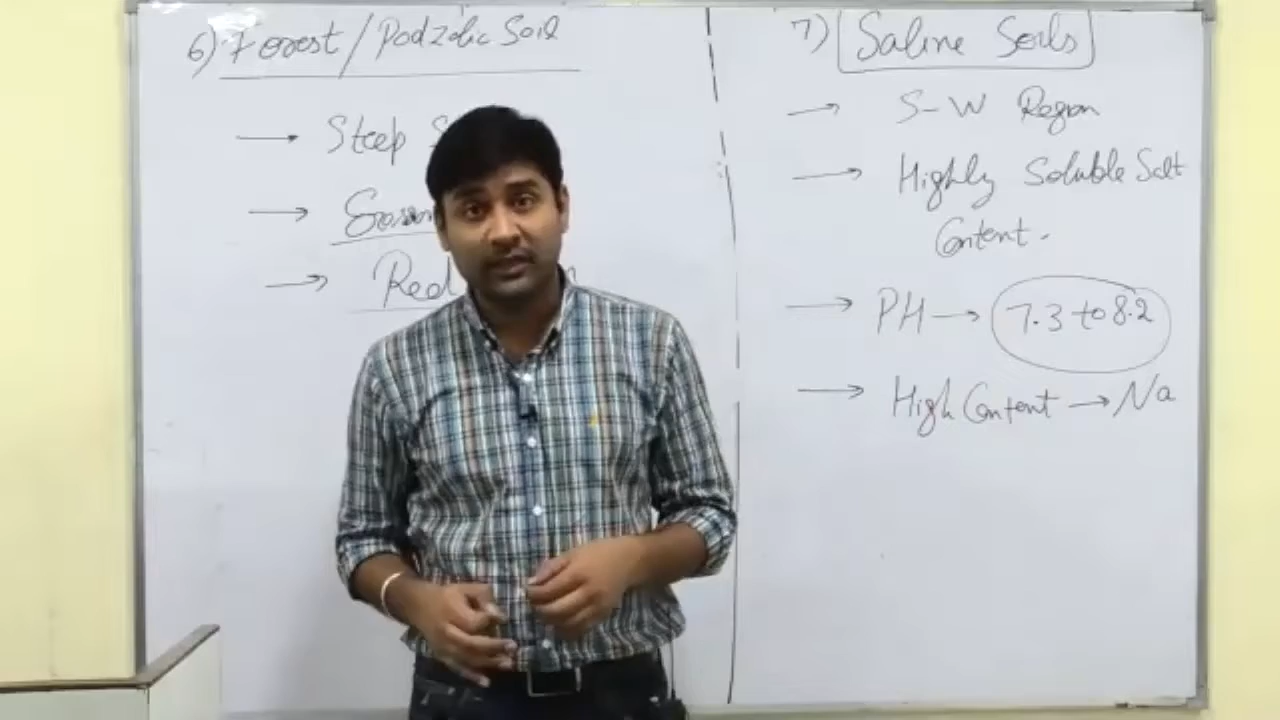 6) Forest / Podzolic Soil
→ Steep S
→
→ Red
7) Saline Soils
→ S-W Region
→ Highly Soluble Salt
Content.
→ PH → 7.3 to 8.2
→ High Content → Na